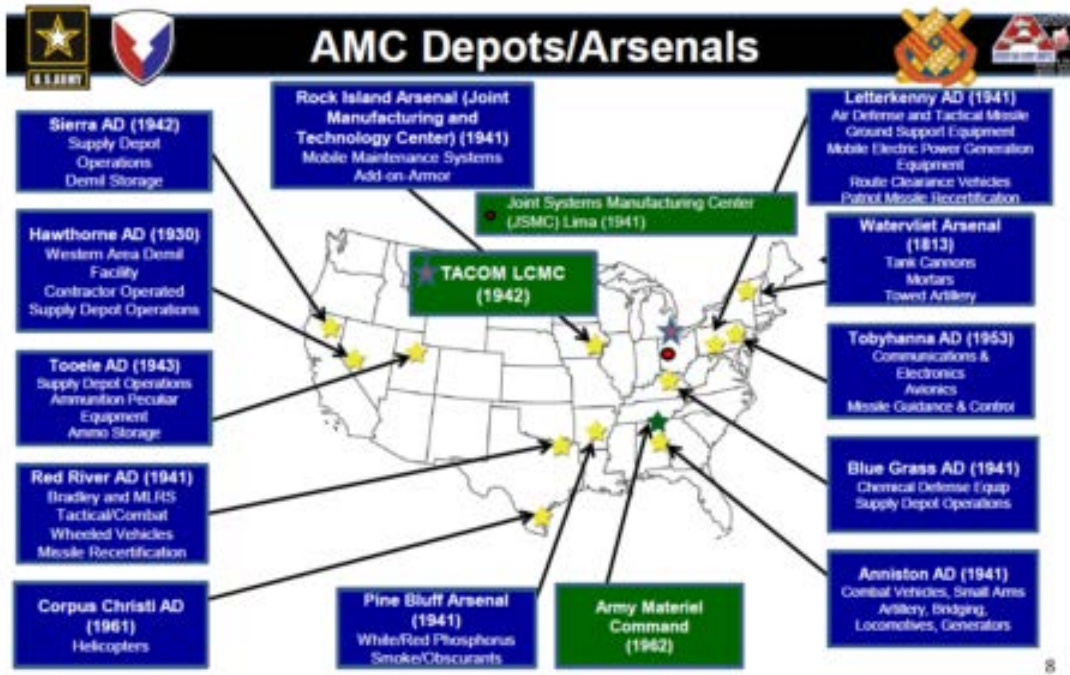 AMC Depots/Arsenals
U.S.ARMY
Sierra AD (1942)
Supply Depot
Operations
Demil Storage
Rock Island Arsenal (Joint
Manufacturing and
Technology Center) (1941)
Mobile Maintenance Systems
Add-on-Armor
Letterkenny AD (1941)
Air Defense and Tactical Missile
Ground Support Equipment
Mobile Electric Power Generation
Equipment
Route Clearance Vehicles
Patriot Missile Recertification
Joint Systems Manufacturing Center
(JSMC) Lima (1941)
Hawthorne AD (1930)
Western Area Demil
Facility
Contractor Operated
Supply Depot Operations
TACOM LCMC
(1942)
Watervliet Arsenal
(1813)
Tank Cannons
Mortars
Towed Artillery
Tooele AD (1943)
Supply Depot Operations
Ammunition Peculiar
Equipment
Ammo Storage
Tobyhanna AD (1953)
Communications &
Electronics
Avionics
Missile Guidance & Control
Red River AD (1941)
Bradley and MLRS
Tactical/Combat
Wheeled Vehicles
Missile Recertification
Blue Grass AD (1941)
Chemical Defense Equip
Supply Depot Operations
Corpus Christi AD
(1961)
Helicopters
Pine Bluff Arsenal
(1941)
White/Red Phosphorus
Smoke/Obscurants
Army Materiel
Command
(1962)
Anniston AD (1941)
Combat Vehicles, Small Arms
Artillery, Bridging,
Locomotives, Generators
8